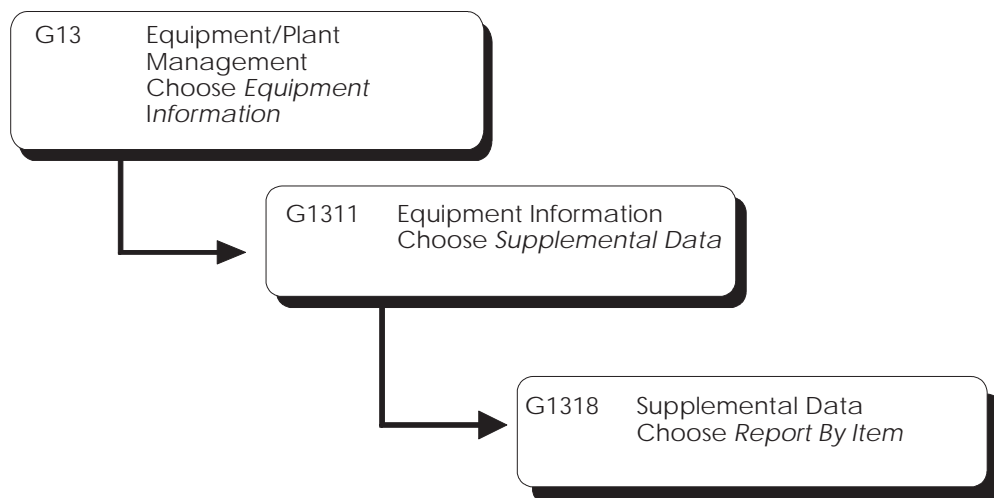 G13 Equipment/Plant
Management
Choose Equipment
Information
G1311 Equipment Information
Choose Supplemental Data
G1318 Supplemental Data
Choose Report By Item